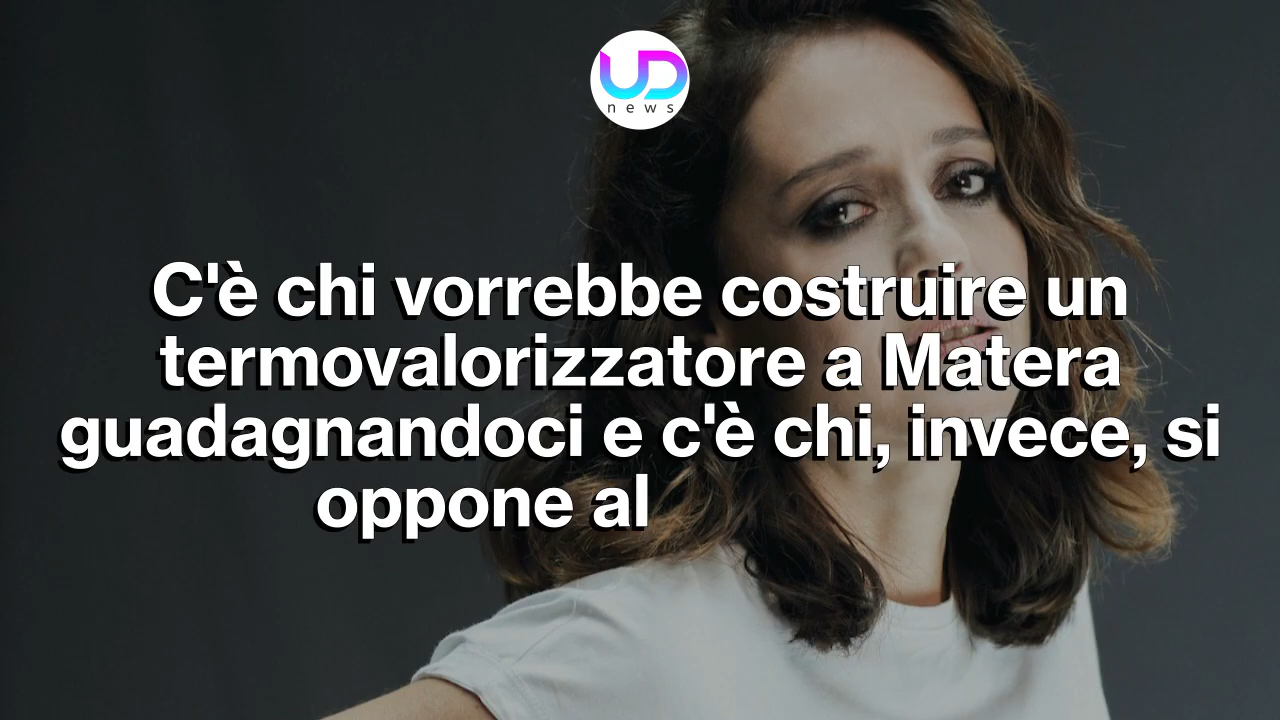 UD
news
C'è chi vorrebbe costruire un
termovalorizzatore a Matera
guadagnandoci e c'è chi, invece, si
oppone al